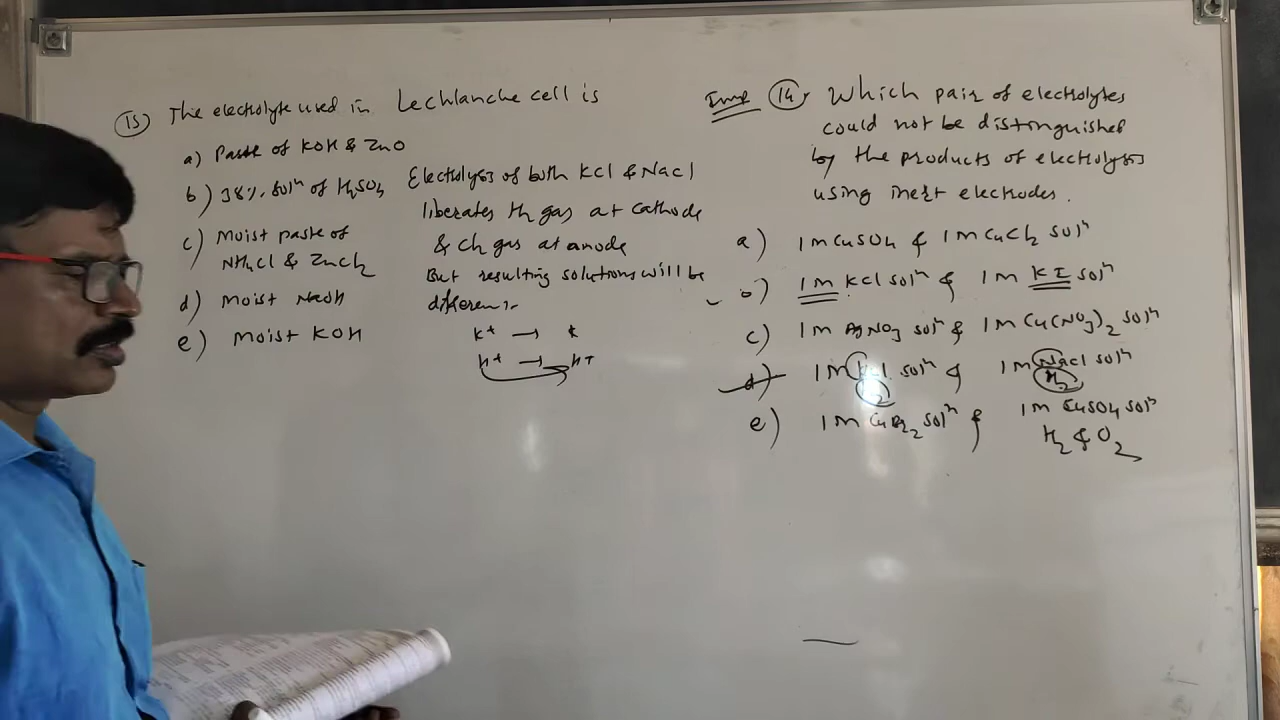 15) The electrolyte used in Lechlanche cell is
a) Paste of KOH & ZnO
b) 38% solⁿ of H₂SO₄
c) Moist paste of
NH₄Cl & ZnCl₂
d) Moist NaOH
e) Moist KOH
Electrolysis of both KCl & NaCl
liberates H₂ gas at cathode
& Cl₂ gas at anode
But resulting solutions will be
different.
K⁺ → K
H⁺ → H↑
Imp 14) Which pair of electrolytes
could not be distinguished
by the products of electrolysis
using inert electrodes.
a) 1M CuSO₄ & 1M CuCl₂ solⁿ
b) 1M KCl solⁿ & 1M KI solⁿ
c) 1M AgNO₃ solⁿ & 1M Cu(NO₃)₂ solⁿ
d) 1M KCl solⁿ & 1M NaCl solⁿ
H₂ H₂
e) 1M CuBr₂ solⁿ & 1M CuSO₄ solⁿ
H₂ & O₂